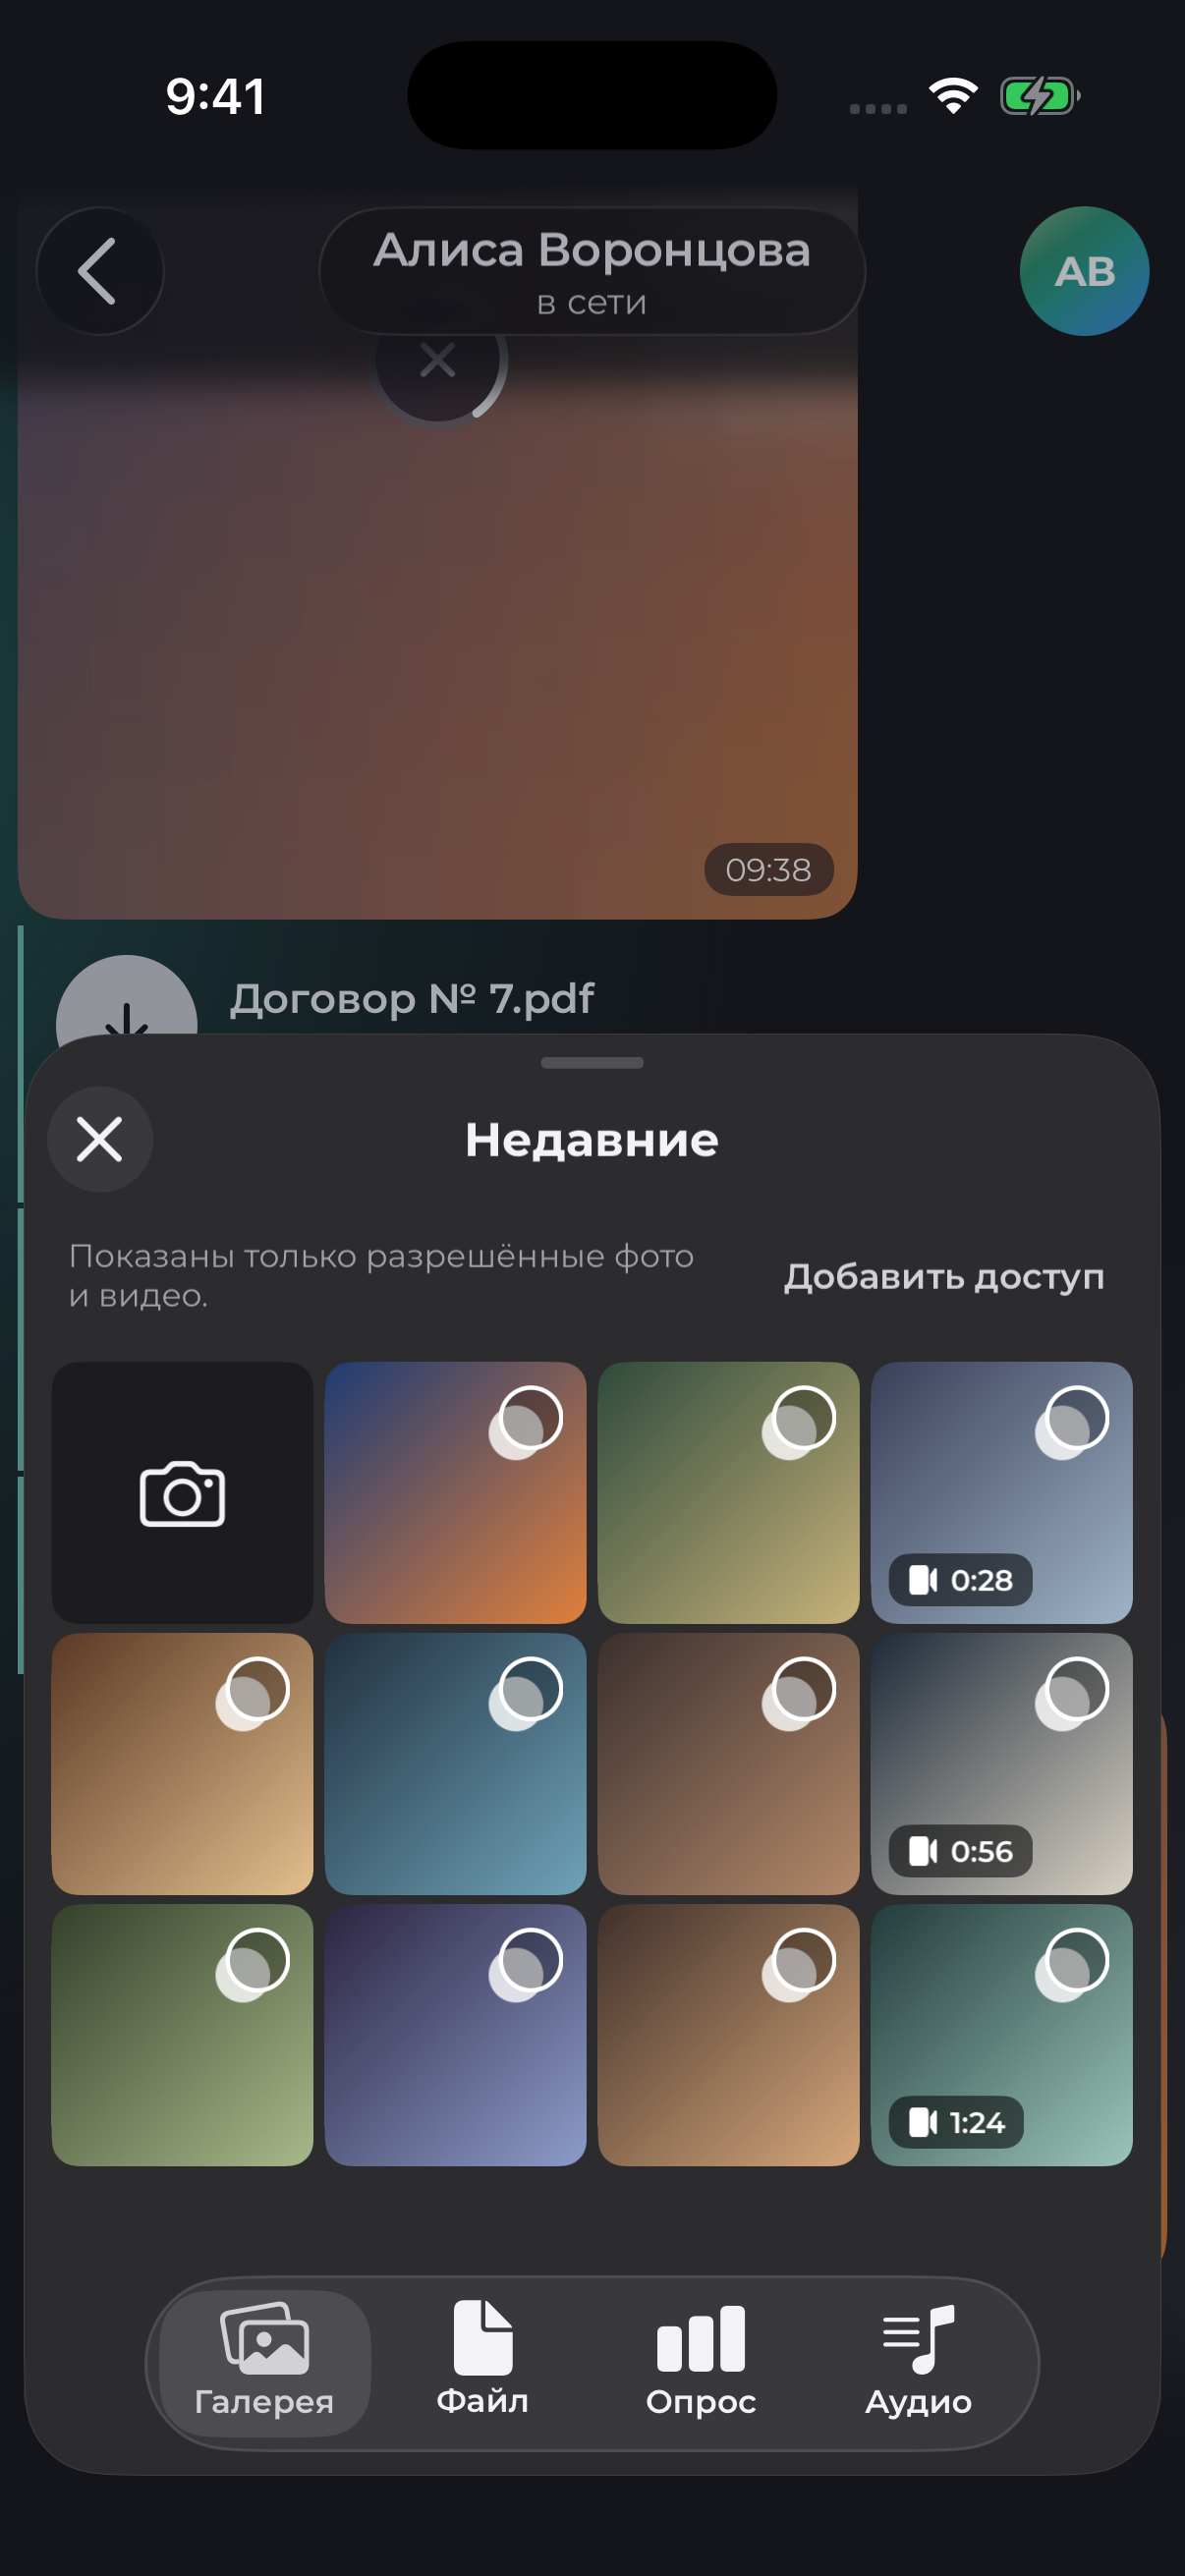 9:41
Алиса Воронцова
в сети
АВ
09:38
Договор № 7.pdf
Недавние
Показаны только разрешённые фото
и видео.
Добавить доступ
0:28
0:56
1:24
Галерея
Файл
Опрос
Аудио